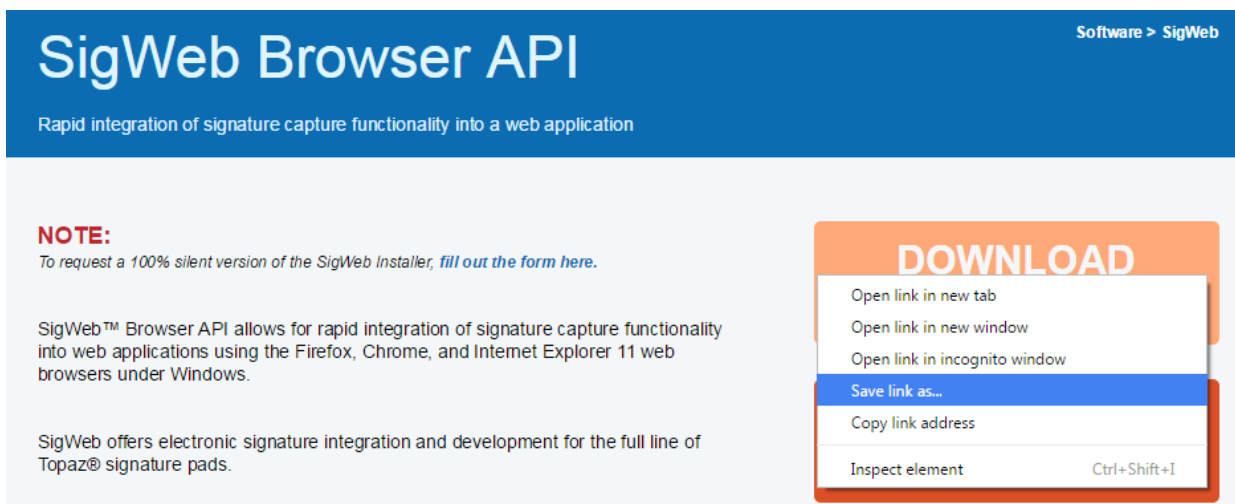 SigWeb Browser API
Software > SigWeb
Rapid integration of signature capture functionality into a web application
NOTE:
To request a 100% silent version of the SigWeb Installer, fill out the form here.
SigWeb™ Browser API allows for rapid integration of signature capture functionality
into web applications using the Firefox, Chrome, and Internet Explorer 11 web
browsers under Windows.
SigWeb offers electronic signature integration and development for the full line of
Topaz® signature pads.
DOWNLOAD
Open link in new tab
Open link in new window
Open link in incognito window
Save link as...
Copy link address
Inspect element Ctrl+Shift+I